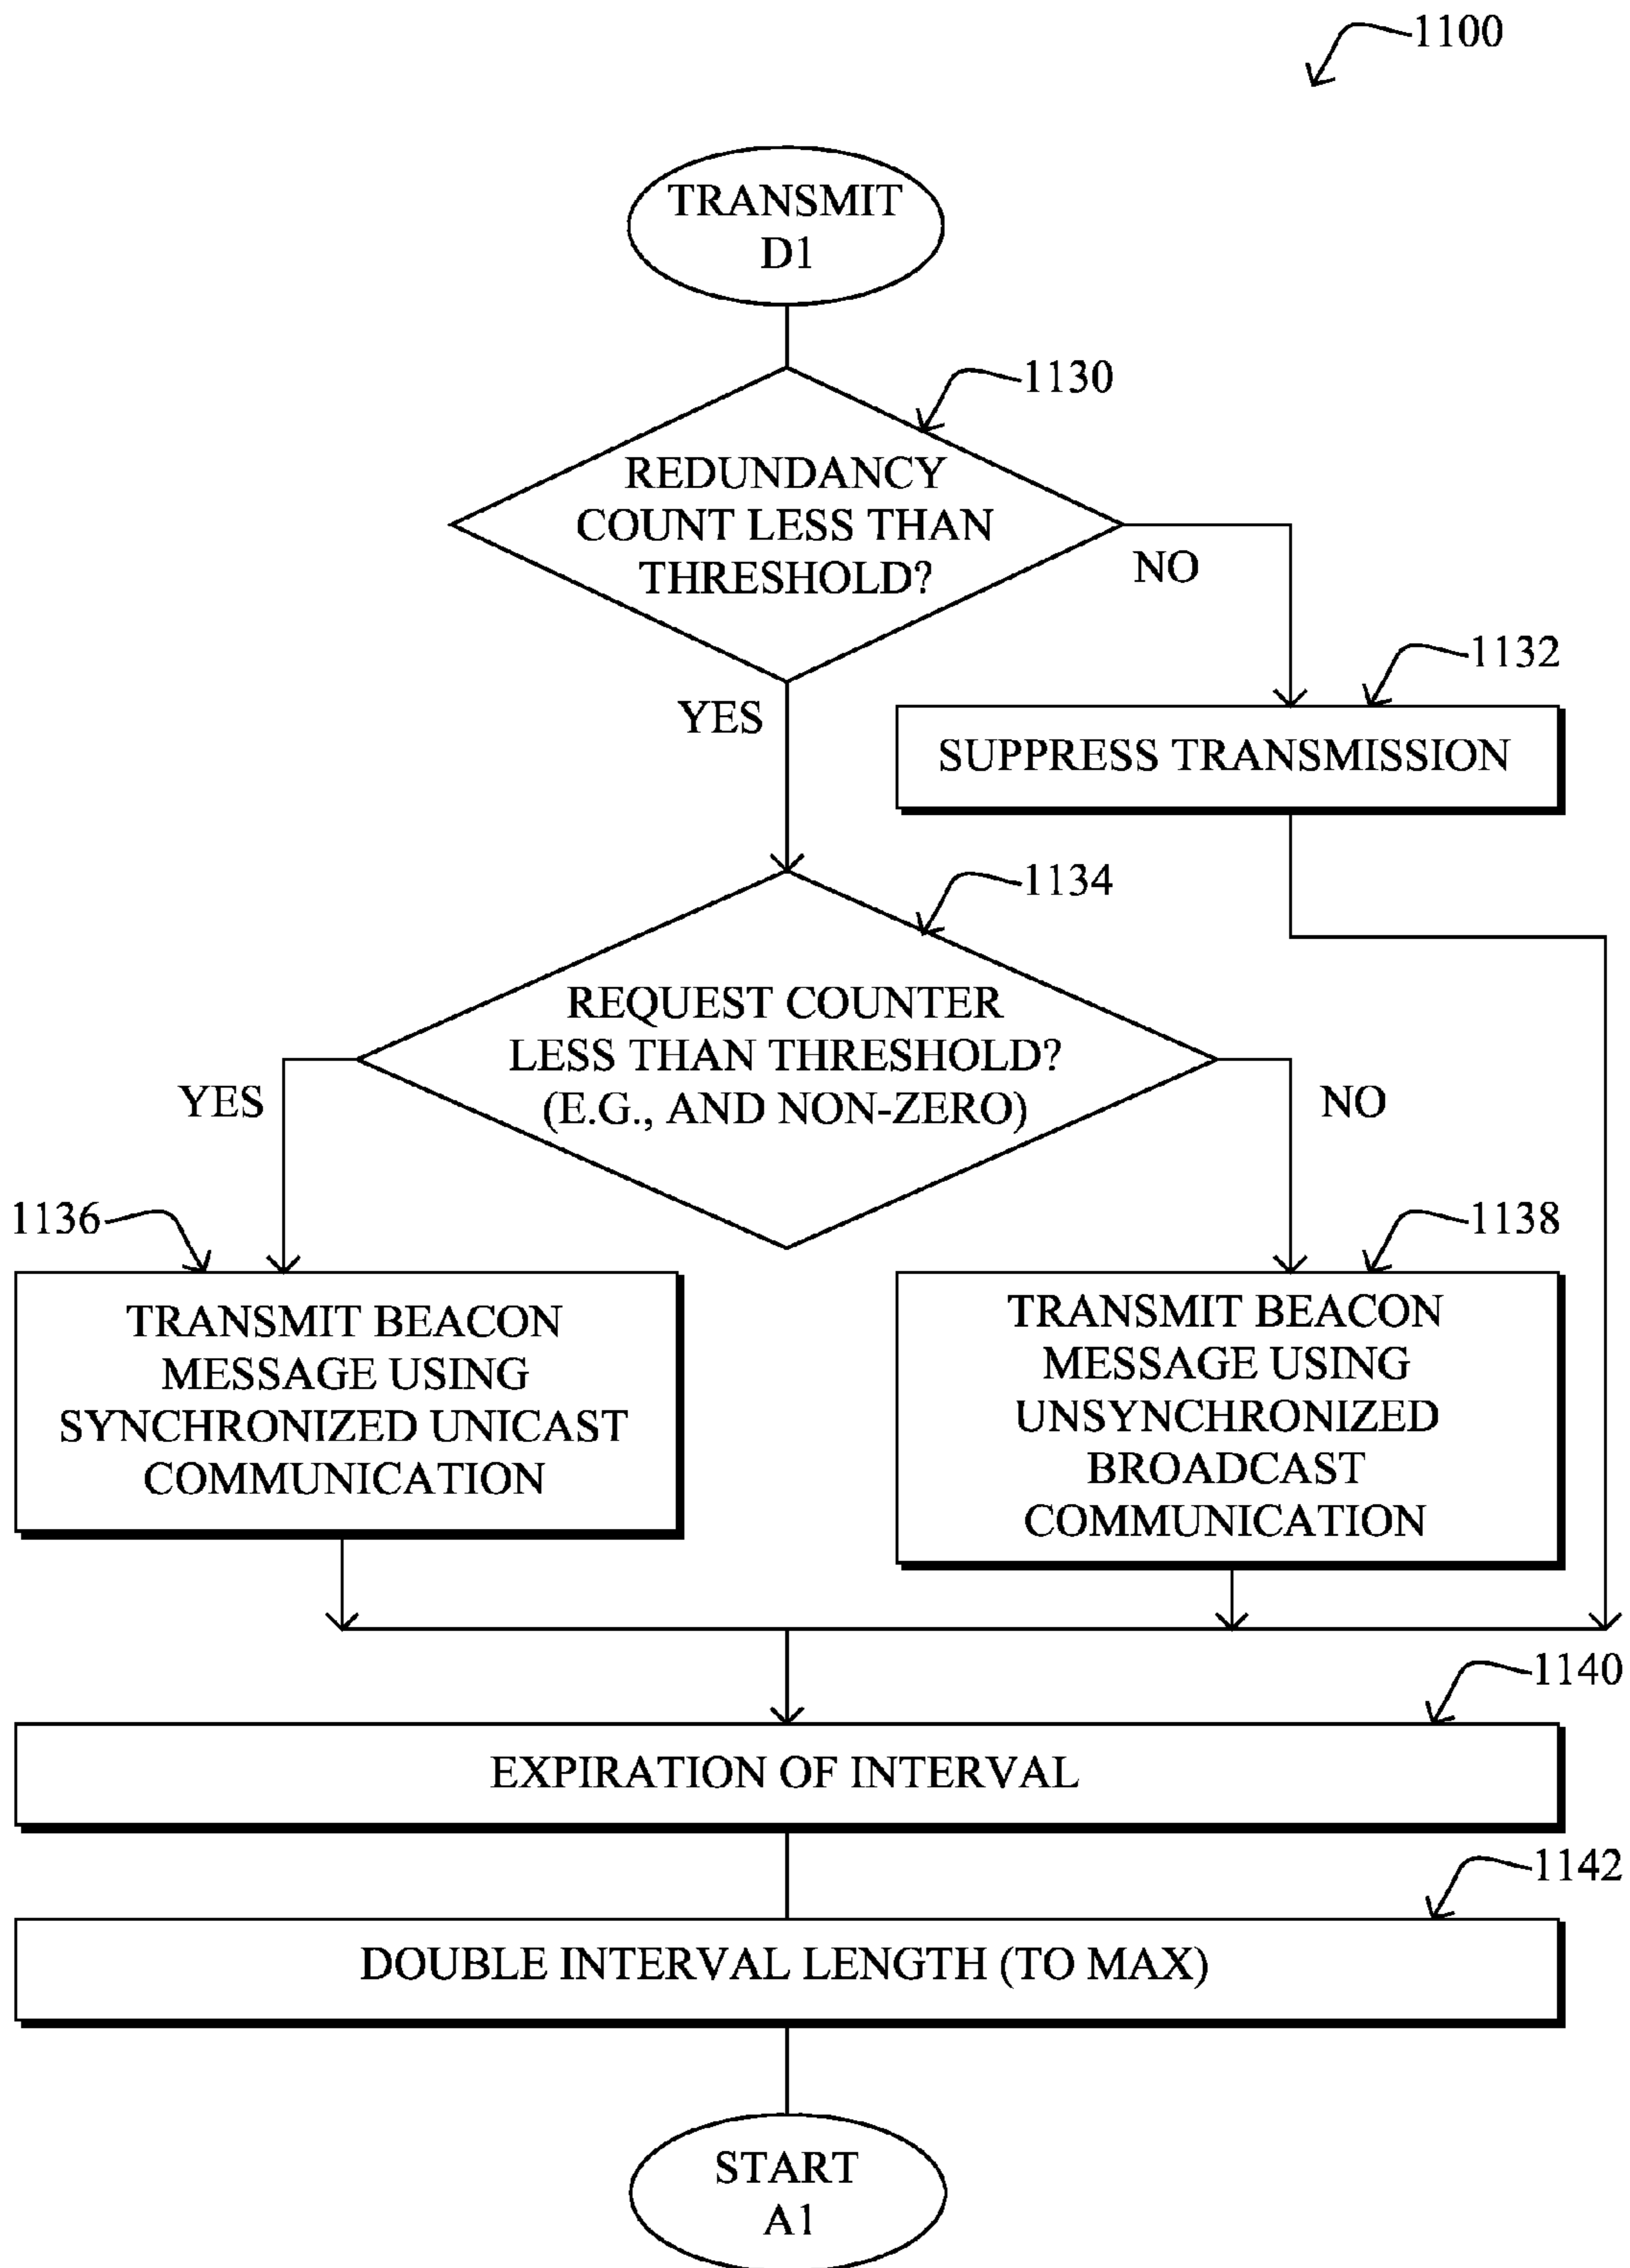 1100
TRANSMIT
D1
1130
REDUNDANCY
COUNT LESS THAN
THRESHOLD?
NO
1132
YES
SUPPRESS TRANSMISSION
1134
REQUEST COUNTER
LESS THAN THRESHOLD?
(E.G., AND NON-ZERO)
YES
NO
1136
1138
TRANSMIT BEACON
MESSAGE USING
SYNCHRONIZED UNICAST
COMMUNICATION
TRANSMIT BEACON
MESSAGE USING
UNSYNCHRONIZED
BROADCAST
COMMUNICATION
1140
EXPIRATION OF INTERVAL
1142
DOUBLE INTERVAL LENGTH (TO MAX)
START
A1